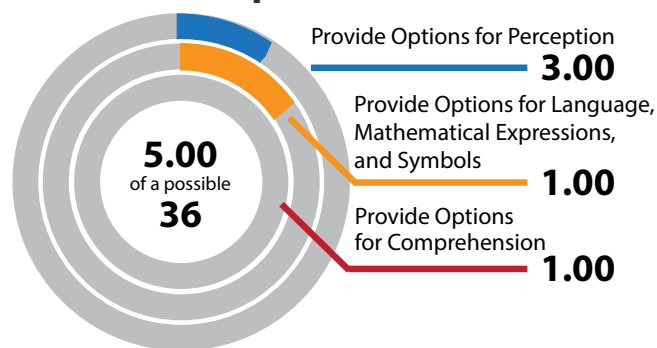 Provide Options for Perception
3.00
Provide Options for Language,
Mathematical Expressions,
and Symbols
1.00
Provide Options
for Comprehension
1.00
5.00
of a possible
36